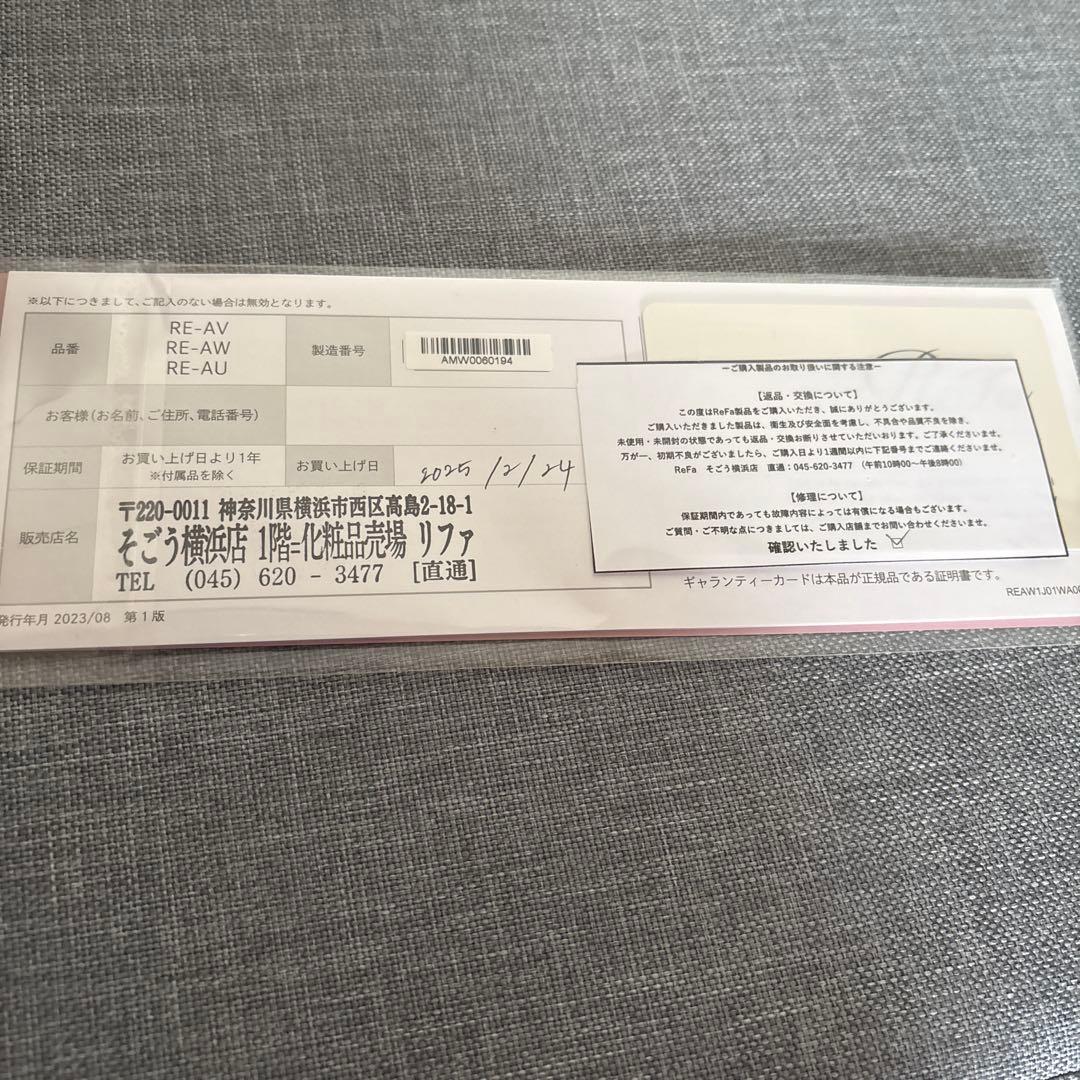 ※以下につきまして、ご記入のない場合は無効となります。
品番
RE-AV
RE-AW
RE-AU
製造番号
AMW0060194
お客様(お名前、ご住所、電話番号)
保証期間
お買い上げ日より1年
※付属品を除く
お買い上げ日
2025/2/24
販売店名
〒220-0011 神奈川県横浜市西区高島2-18-1
そごう横浜店 1階=化粧品売場 リファ
TEL (045) 620-3477 [直通]
発行年月 2023/08 第1版
ーご購入製品のお取り扱いに関する注意ー
【返品・交換について】
この度はReFa製品をご購入いただき、誠にありがとうございます。
ご購入いただきました製品は、衛生及び安全面を考慮し、不具合や品質不良を除き、
未使用・未開封の状態であっても返品・交換お断りさせていただいおります。ご了承くださいませ。
万が一、初期不良がございましたら、ご購入日より1週間以内に下記番号までご連絡くださいませ。
ReFa そごう横浜店 直通:045-620-3477 (午前10時00～午後8時00)
【修理について】
保証期間内であっても故障内容によっては有償になる場合もございます。
ご質問・ご不明な点につきましては、ご購入店舗までお問い合わせくださいませ。
確認いたしました
ギャランティーカードは本品が正規品である証明書です。